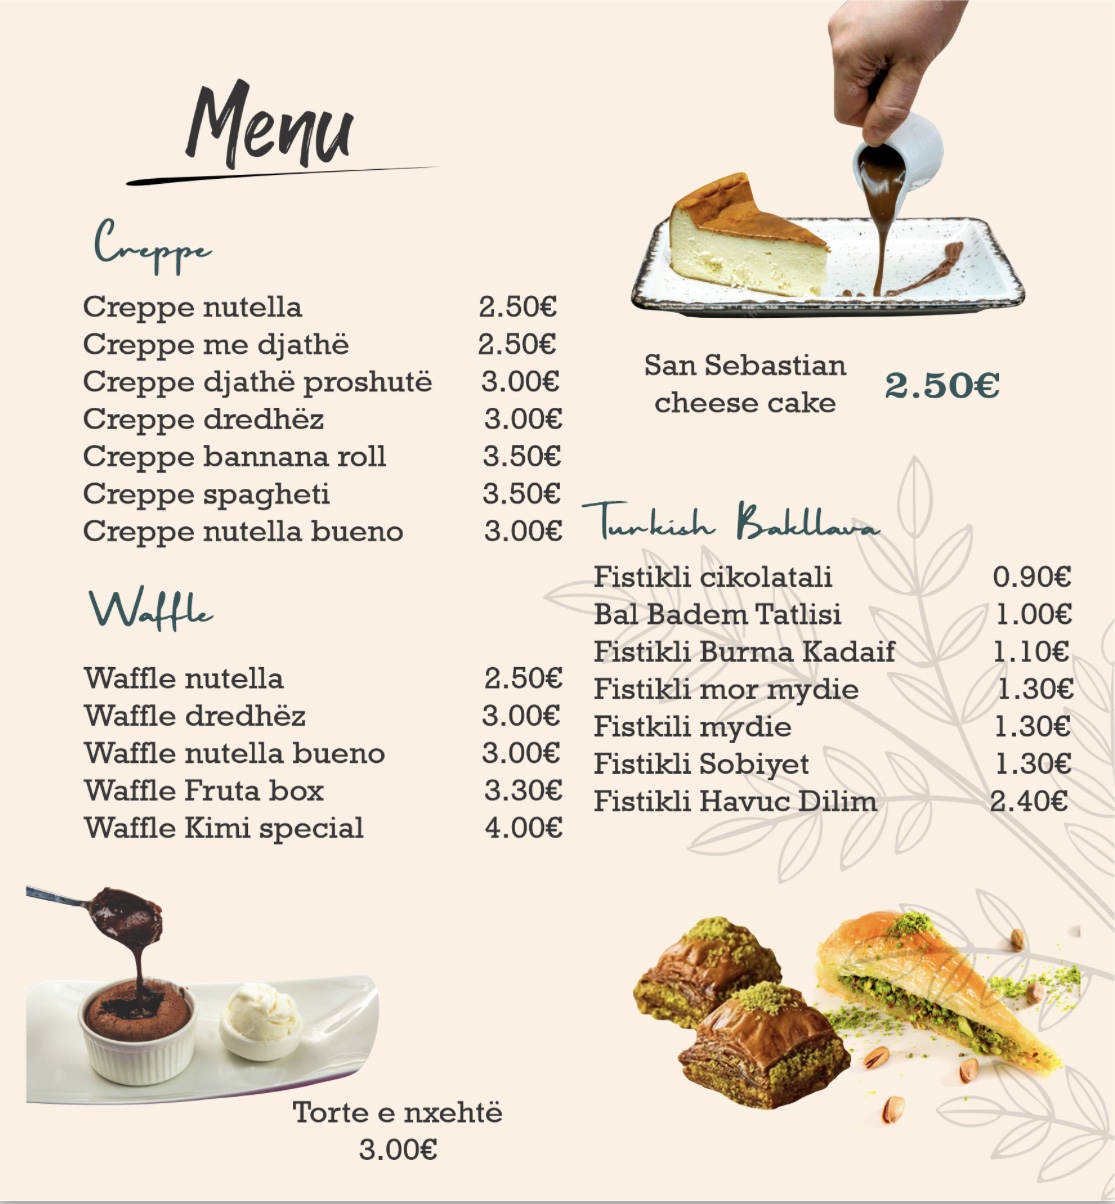 Menu
Creppe
Creppe nutella 2.50€
Creppe me djathë 2.50€
Creppe djathë proshutë 3.00€
Creppe dredhëz 3.00€
Creppe bannana roll 3.50€
Creppe spagheti 3.50€
Creppe nutella bueno 3.00€
Waffle
Waffle nutella 2.50€
Waffle dredhëz 3.00€
Waffle nutella bueno 3.00€
Waffle Fruta box 3.30€
Waffle Kimi special 4.00€
Torte e nxehtë
3.00€
San Sebastian
cheese cake 2.50€
Turkish Bakllava
Fistikli cikolatali 0.90€
Bal Badem Tatlisi 1.00€
Fistikli Burma Kadaif 1.10€
Fistikli mor mydie 1.30€
Fistkili mydie 1.30€
Fistikli Sobiyet 1.30€
Fistikli Havuc Dilim 2.40€